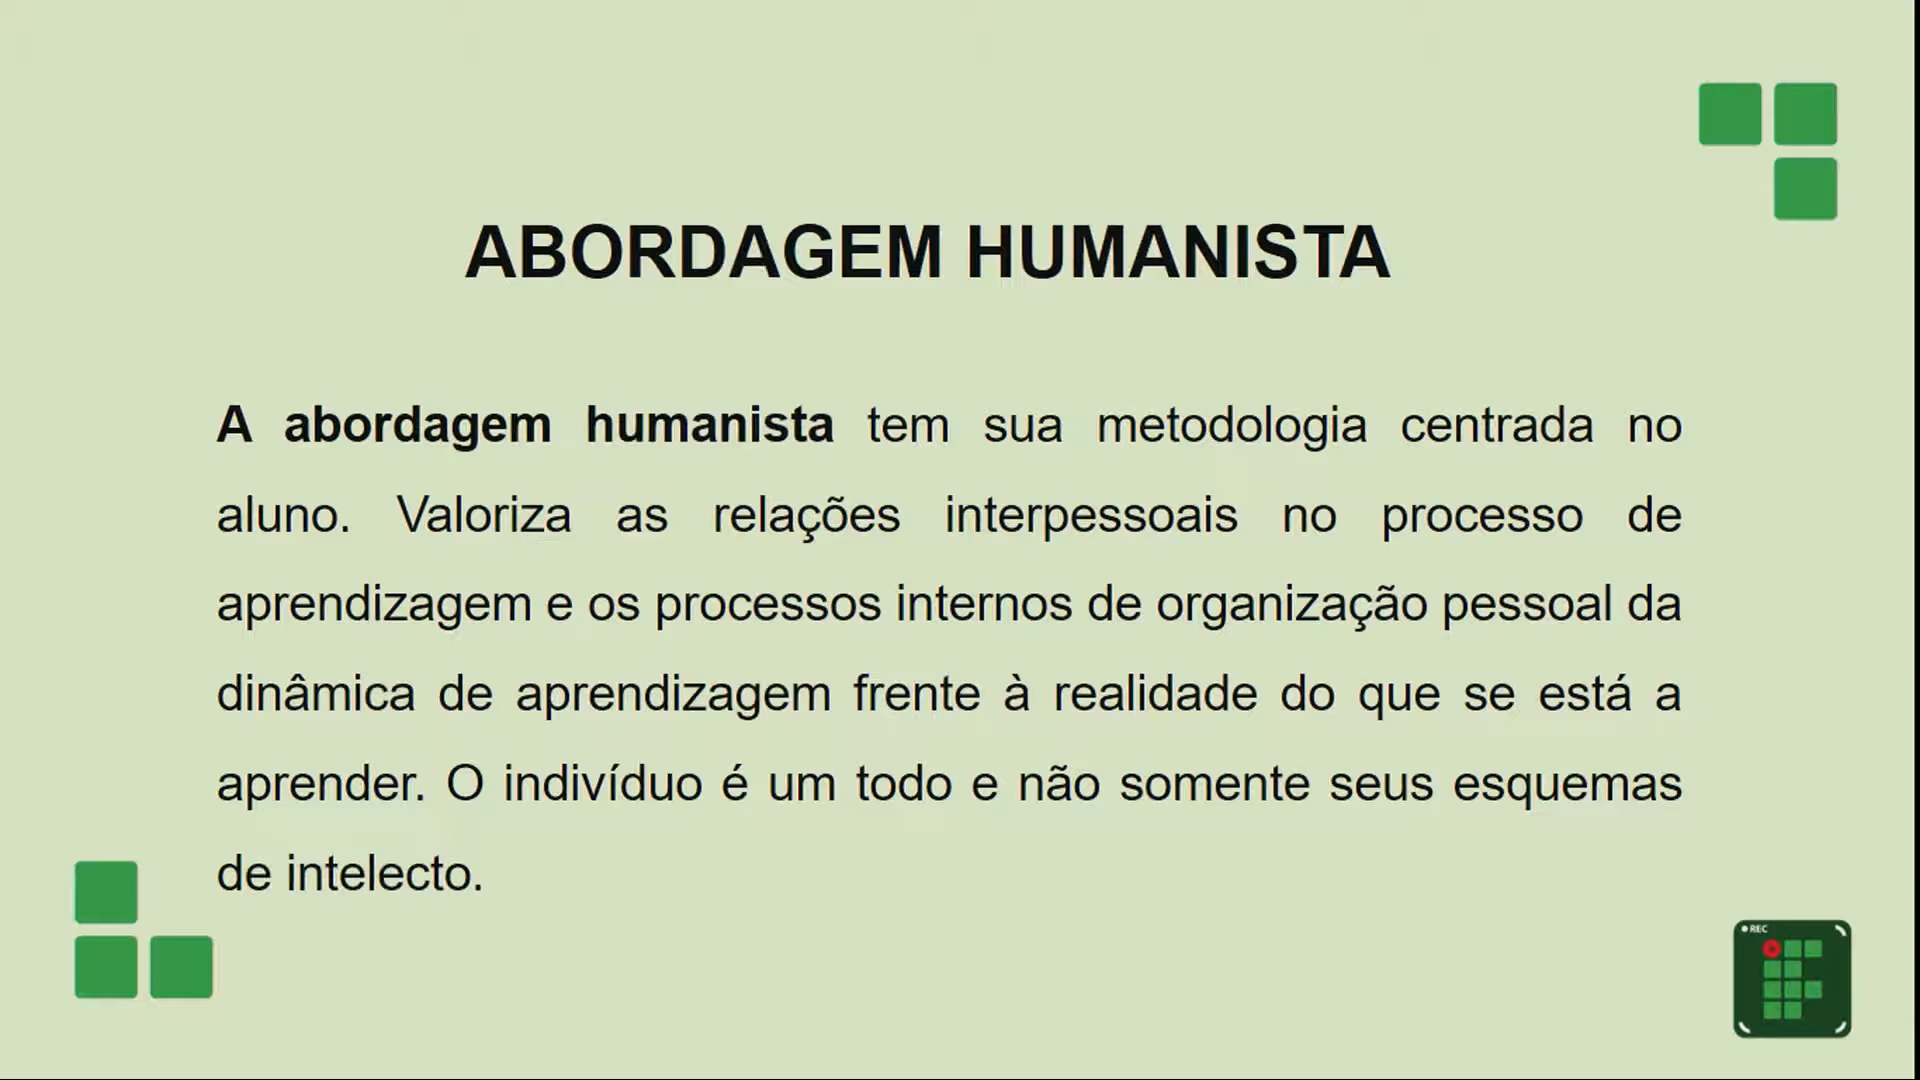 ABORDAGEM HUMANISTA
A abordagem humanista tem sua metodologia centrada no
aluno. Valoriza as relações interpessoais no processo de
aprendizagem e os processos internos de organização pessoal da
dinâmica de aprendizagem frente à realidade do que se está a
aprender. O indivíduo é um todo e não somente seus esquemas
de intelecto.
REC